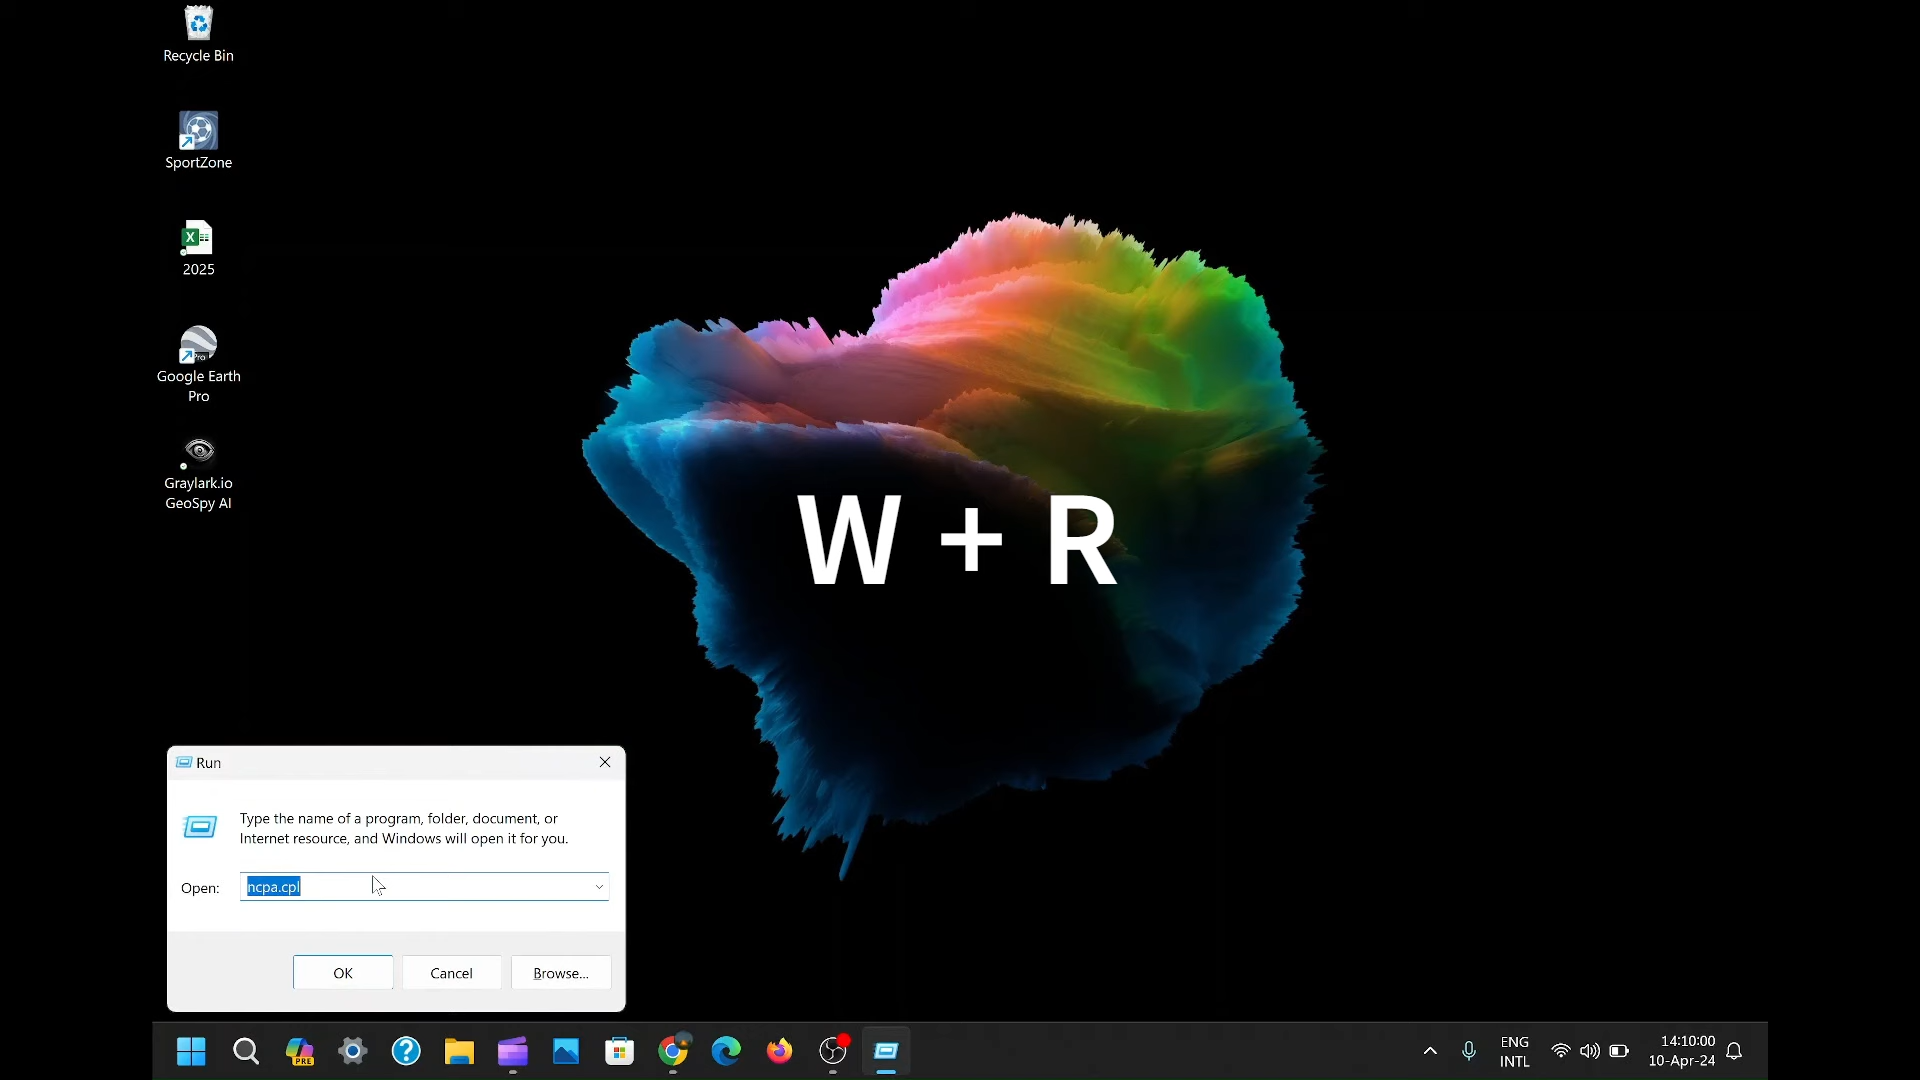 Recycle Bin
SportZone
2025
Google Earth
Pro
Graylark.io
GeoSpy AI
W + R
Run
Type the name of a program, folder, document, or
Internet resource, and Windows will open it for you.
Open: ncpa.cpl
OK Cancel Browse...
PRE
ENG
INTL
14:10:00
10-Apr-24